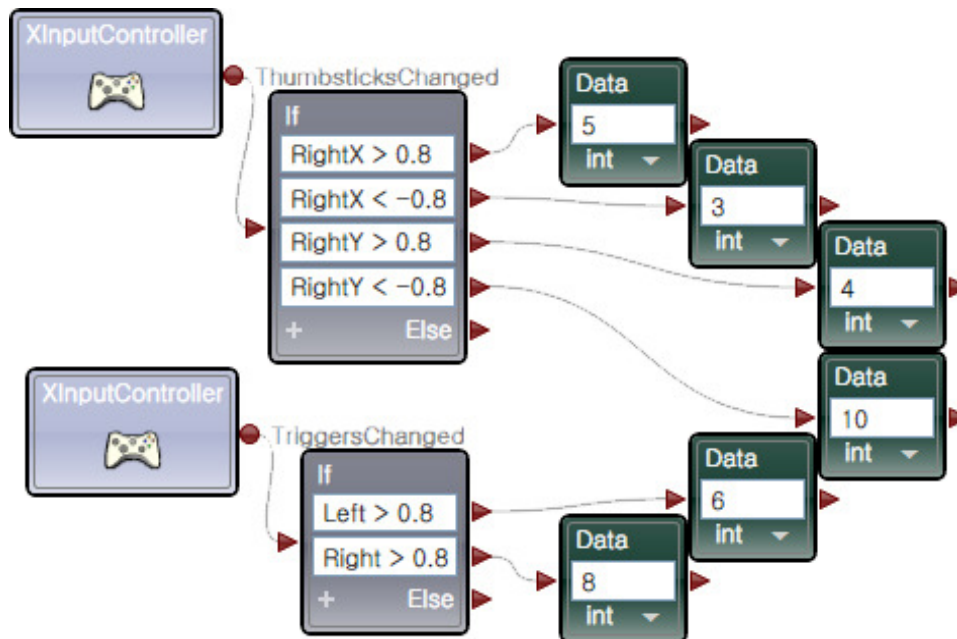 XInputController
ThumbsticksChanged
If
RightX > 0.8
RightX < -0.8
RightY > 0.8
RightY < -0.8
+ Else
Data
5
int
Data
3
int
Data
4
int
Data
10
int
XInputController
TriggersChanged
If
Left > 0.8
Right > 0.8
+ Else
Data
6
int
Data
8
int